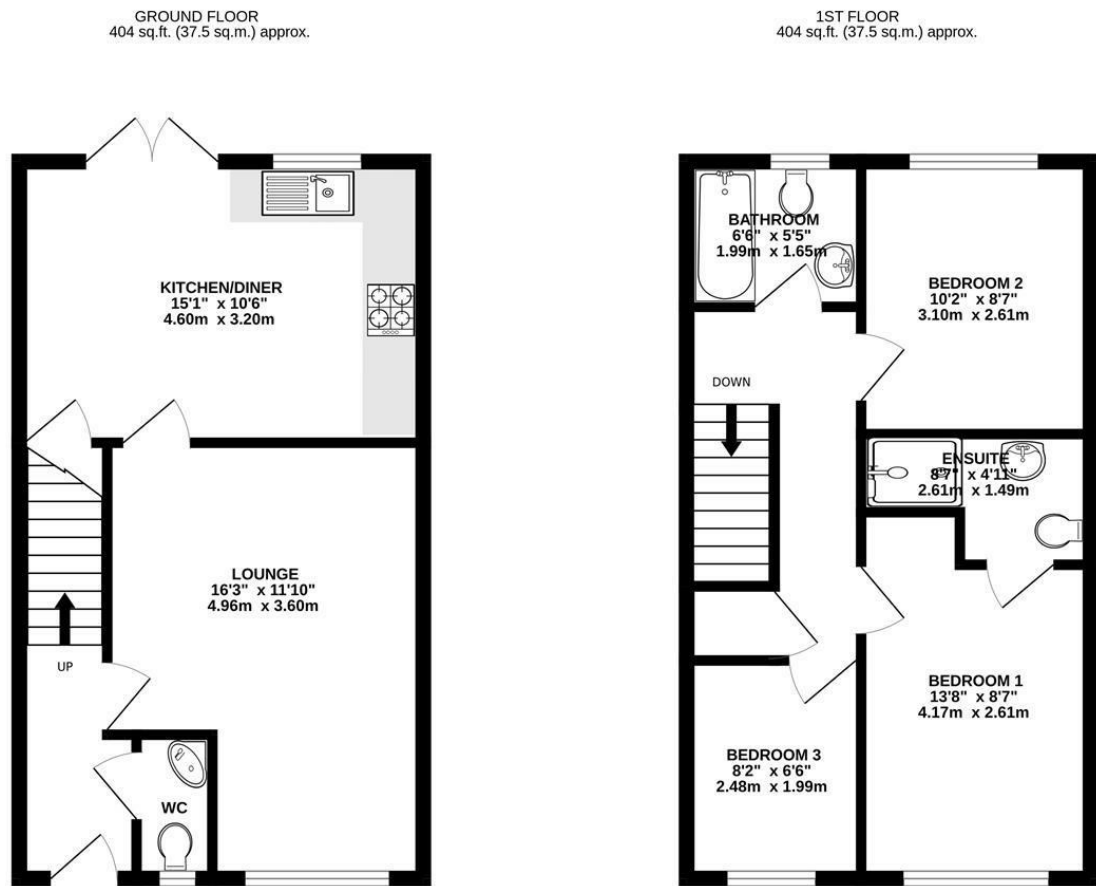 GROUND FLOOR
404 sq.ft. (37.5 sq.m.) approx.
KITCHEN/DINER
15'1" x 10'6"
4.60m x 3.20m
LOUNGE
16'3" x 11'10"
4.96m x 3.60m
UP
WC
1ST FLOOR
404 sq.ft. (37.5 sq.m.) approx.
BATHROOM
6'6" x 5'5"
1.99m x 1.65m
BEDROOM 2
10'2" x 8'7"
3.10m x 2.61m
DOWN
ENSUITE
8'7" x 4'11"
2.61m x 1.49m
BEDROOM 1
13'8" x 8'7"
4.17m x 2.61m
BEDROOM 3
8'2" x 6'6"
2.48m x 1.99m